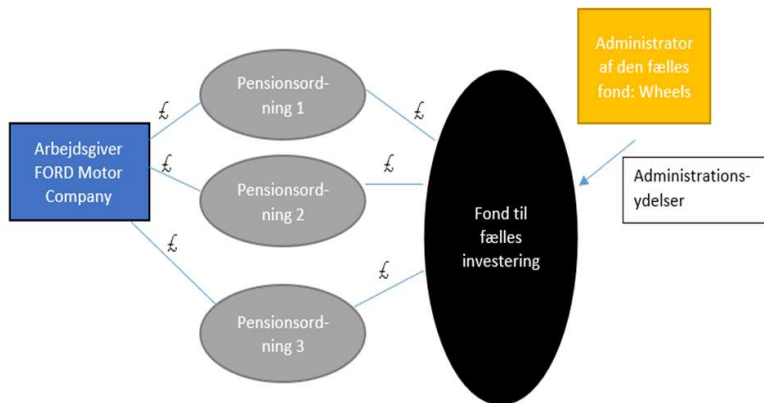 Arbejdsgiver
FORD Motor
Company
£
£
£
Pensionsord-
ning 1
Pensionsord-
ning 2
Pensionsord-
ning 3
£
£
£
Fond til
fælles
investering
Administrator
af den fælles
fond: Wheels
Administrations-
ydelser